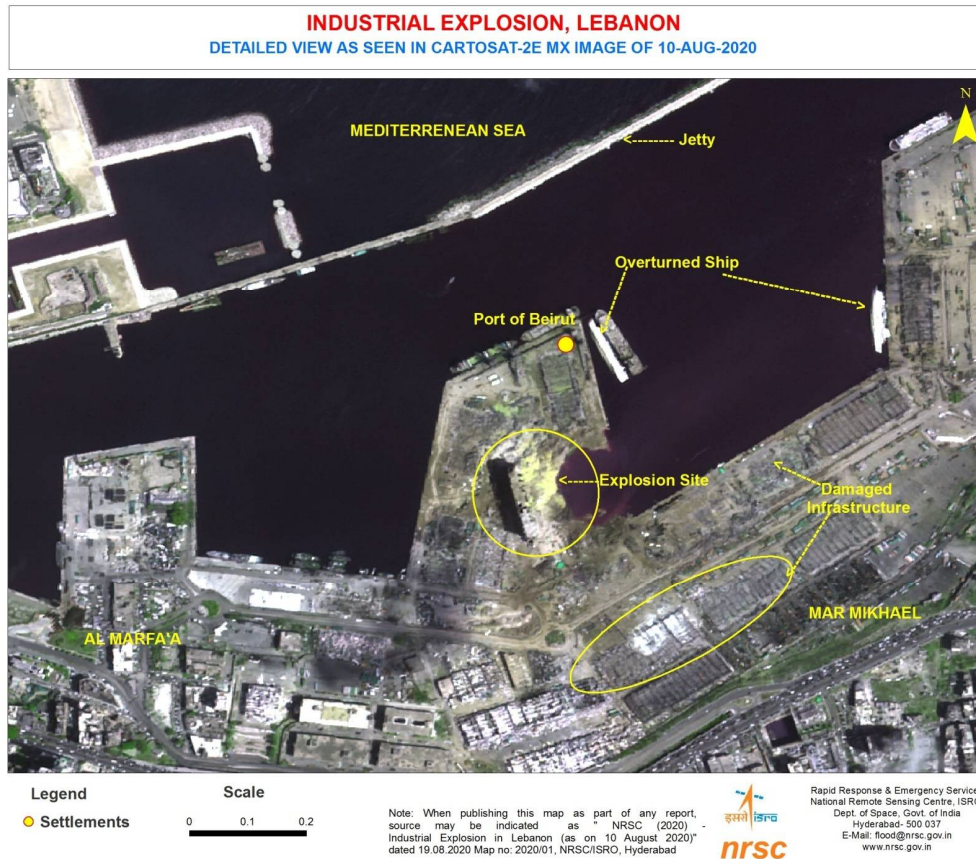 INDUSTRIAL EXPLOSION, LEBANON
DETAILED VIEW AS SEEN IN CARTOSAT-2E MX IMAGE OF 10-AUG-2020
N
MEDITERRENEAN SEA
Jetty
Overturned Ship
Port of Beirut
Explosion Site
Damaged
Infrastructure
MAR MIKHAEL
AL MARFA'A
Legend
Settlements
Scale
0 0.1 0.2
Note: When publishing this map as part of any report,
source may be indicated as " NRSC (2020) -
Industrial Explosion in Lebanon (as on 10 August 2020)"
dated 19.08.2020 Map no: 2020/01, NRSC/ISRO, Hyderabad
इसरो isro
nrsc
Rapid Response & Emergency Service
National Remote Sensing Centre, ISRO
Dept. of Space, Govt. of India
Hyderabad- 500 037
E-Mail: flood@nrsc.gov.in
www.nrsc.gov.in